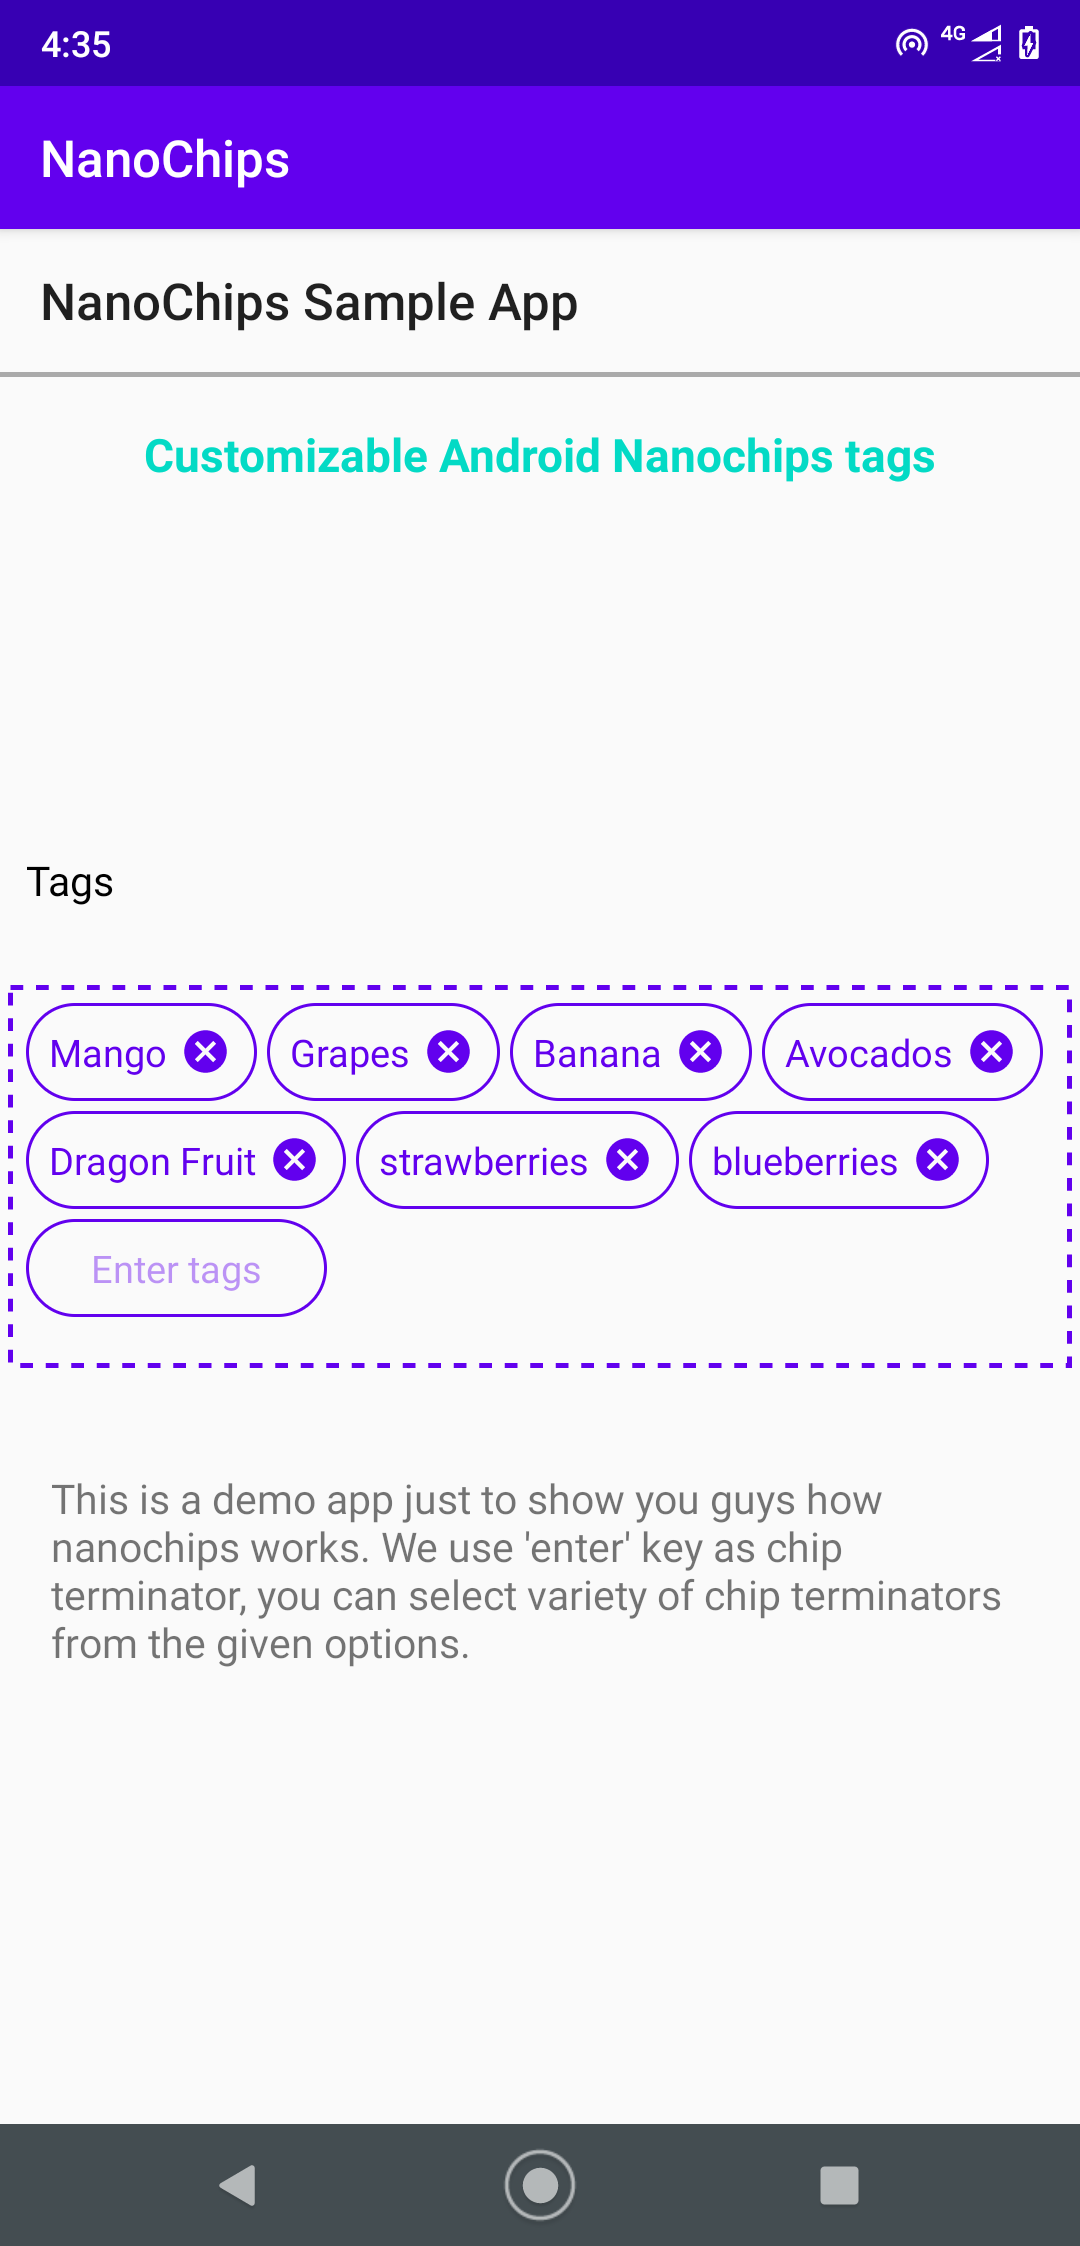 4:35
4G
NanoChips
NanoChips Sample App
Customizable Android Nanochips tags
Tags
Mango Grapes Banana Avocados
Dragon Fruit strawberries blueberries
Enter tags
This is a demo app just to show you guys how
nanochips works. We use 'enter' key as chip
terminator, you can select variety of chip terminators
from the given options.